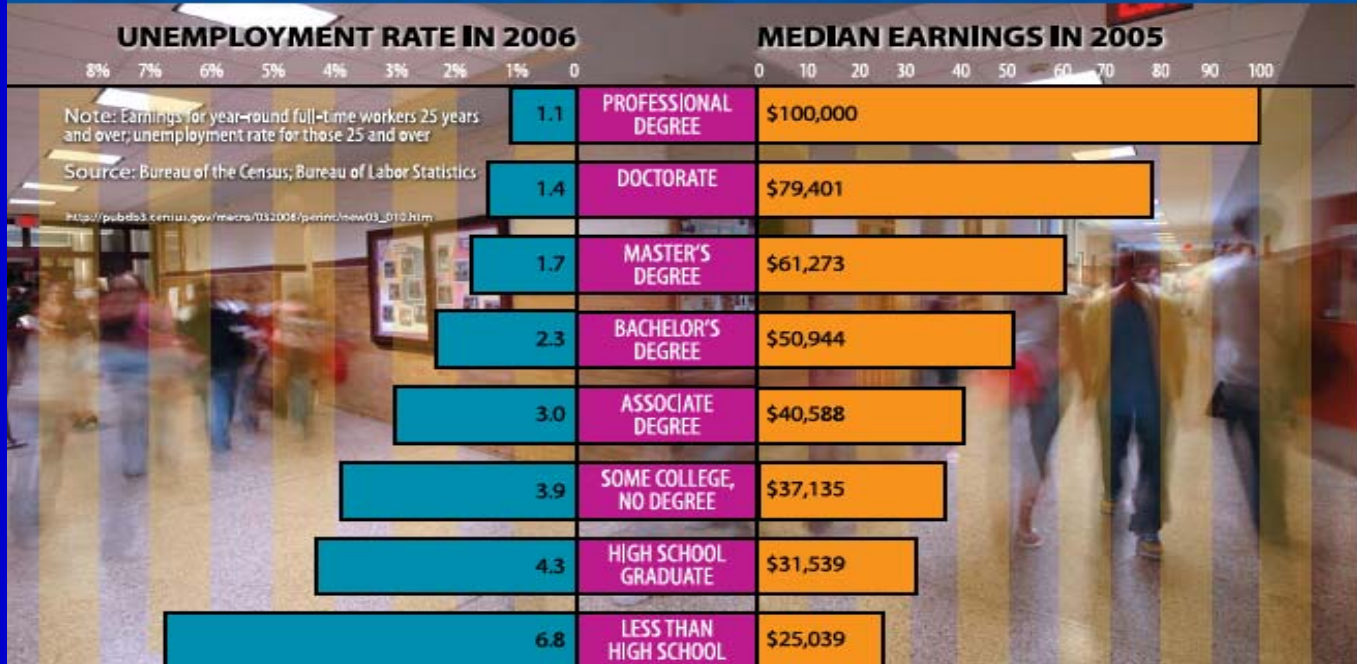 UNEMPLOYMENT RATE IN 2006
MEDIAN EARNINGS IN 2005
8% 7% 6% 5% 4% 3% 2% 1% 0
0 10 20 30 40 50 60 70 80 90 100
Note: Earnings for year-round full-time workers 25 years
and over; unemployment rate for those 25 and over
Source: Bureau of the Census; Bureau of Labor Statistics
1.1 PROFESSIONAL
DEGREE
$100,000
1.4 DOCTORATE $79,401
1.7 MASTER'S
DEGREE
$61,273
2.3 BACHELOR'S
DEGREE
$50,944
3.0 ASSOCIATE
DEGREE
$40,588
3.9 SOME COLLEGE,
NO DEGREE
$37,135
4.3 HIGH SCHOOL
GRADUATE
$31,539
6.8 LESS THAN
HIGH SCHOOL
$25,039